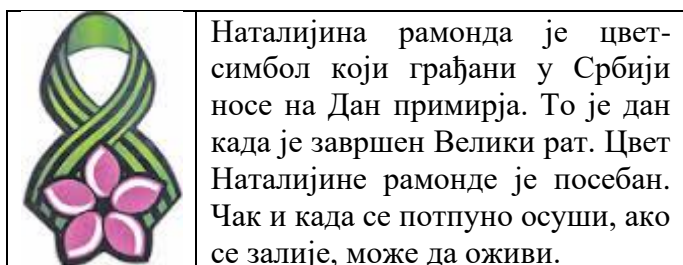 Наталијина рамонда је цвет-
симбол који грађани у Србији
носе на Дан примирја. То је дан
када је завршен Велики рат. Цвет
Наталијине рамонде је посебан.
Чак и када се потпуно осуши, ако
се залије, може да оживи.